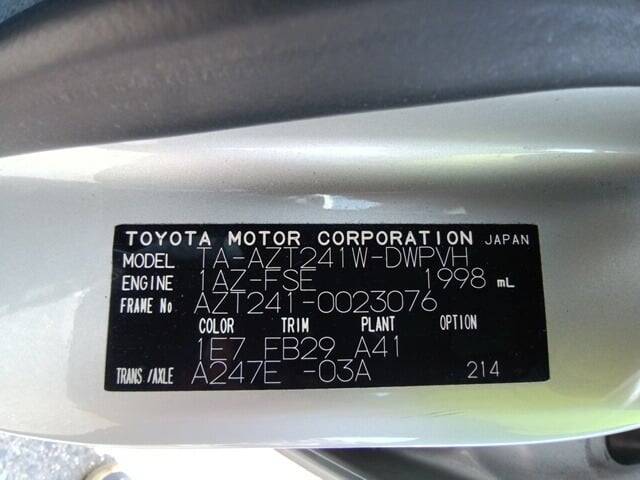 TOYOTA MOTOR CORPORATION JAPAN
MODEL TA-AZT241W-DWPVH
ENGINE 1AZ-FSE 1998 mL
FRAME No AZT241-0023076
COLOR TRIM PLANT OPTION
1E7 FB29 A41
TRANS/AXLE A247E -03A 214